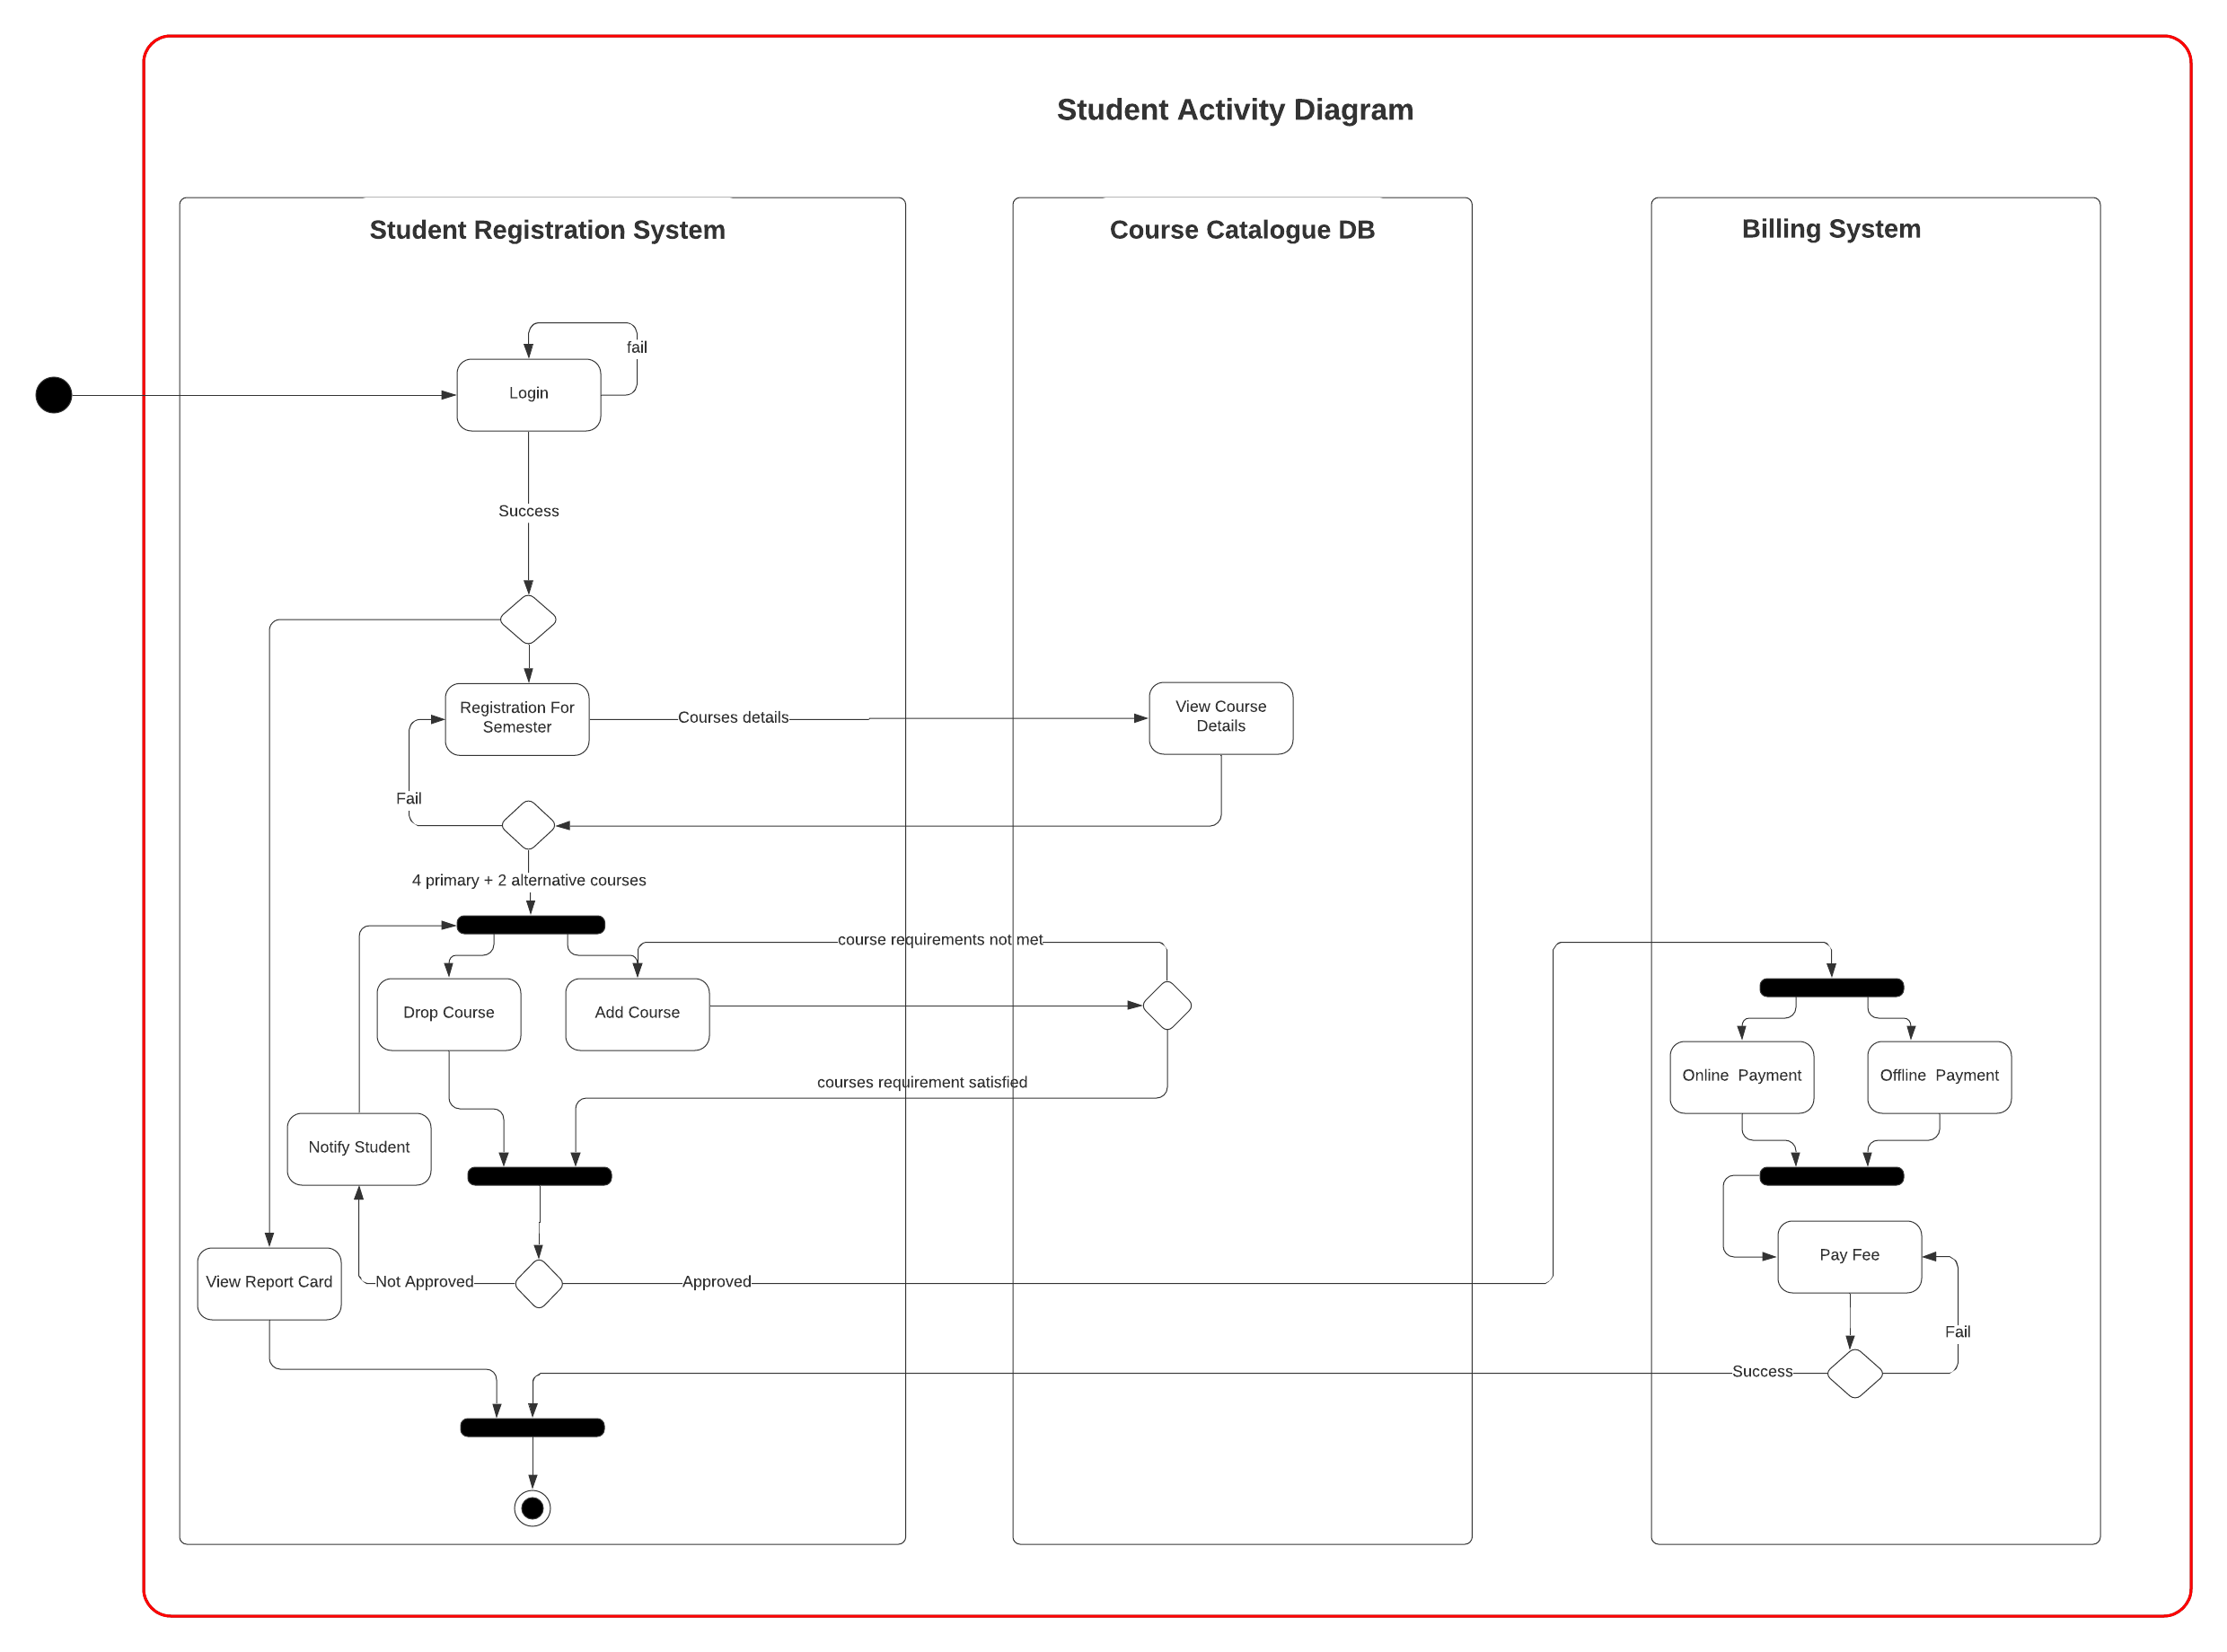 Student Activity Diagram
Student Registration System
Course Catalogue DB
Billing System
fail
Login
Success
Registration For
Semester
Courses details
View Course
Details
Fail
4 primary + 2 alternative courses
course requirements not met
Drop Course
Add Course
courses requirement satisfied
Online  Payment
Offline  Payment
Notify Student
View Report Card
Not Approved
Approved
Pay Fee
Fail
Success